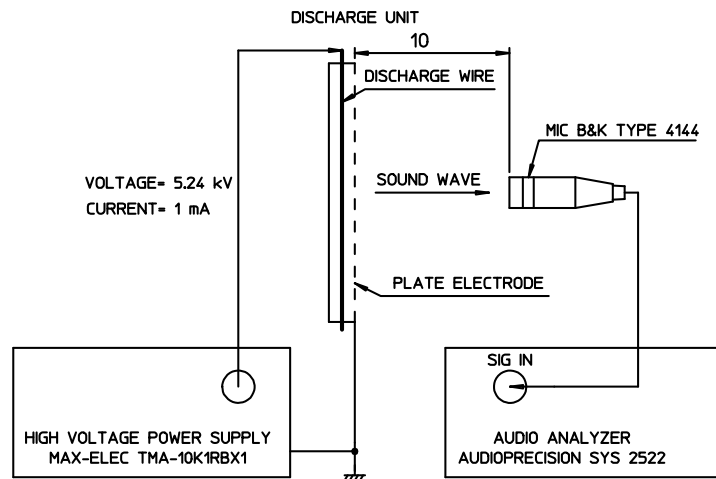 DISCHARGE UNIT
10
DISCHARGE WIRE
MIC B&K TYPE 4144
VOLTAGE= 5.24 kV
CURRENT= 1 mA
SOUND WAVE
PLATE ELECTRODE
SIG IN
HIGH VOLTAGE POWER SUPPLY
MAX-ELEC TMA-10K1RBX1
AUDIO ANALYZER
AUDIOPRECISION SYS 2522